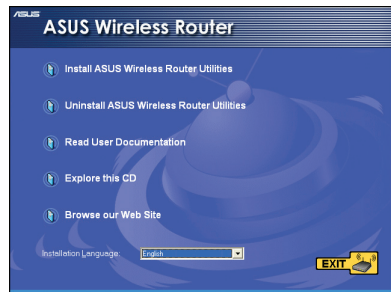 ASUS
ASUS Wireless Router
Install ASUS Wireless Router Utilities
Uninstall ASUS Wireless Router Utilities
Read User Documentation
Explore this CD
Browse our Web Site
Installation Language: English
EXIT